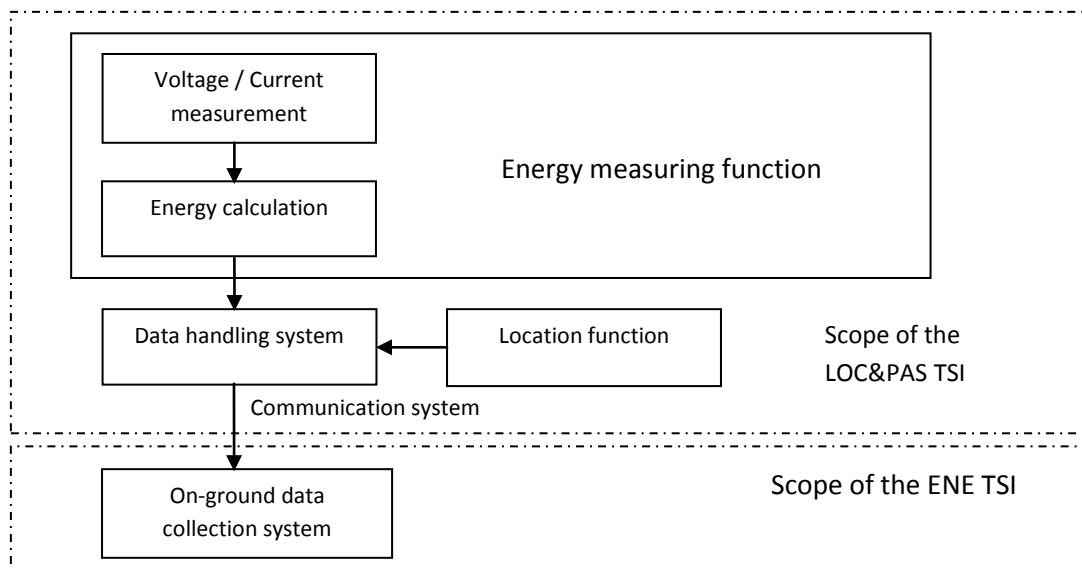 Voltage / Current
measurement
Energy measuring function
Energy calculation
Data handling system
Location function
Scope of the
LOC&PAS TSI
Communication system
On-ground data
collection system
Scope of the ENE TSI